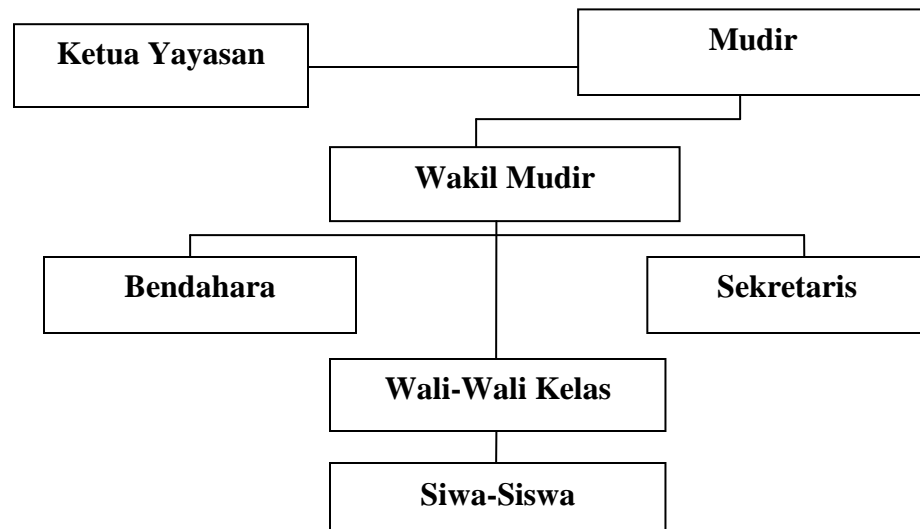 Ketua Yayasan
Mudir
Wakil Mudir
Bendahara
Sekretaris
Wali-Wali Kelas
Siwa-Siswa